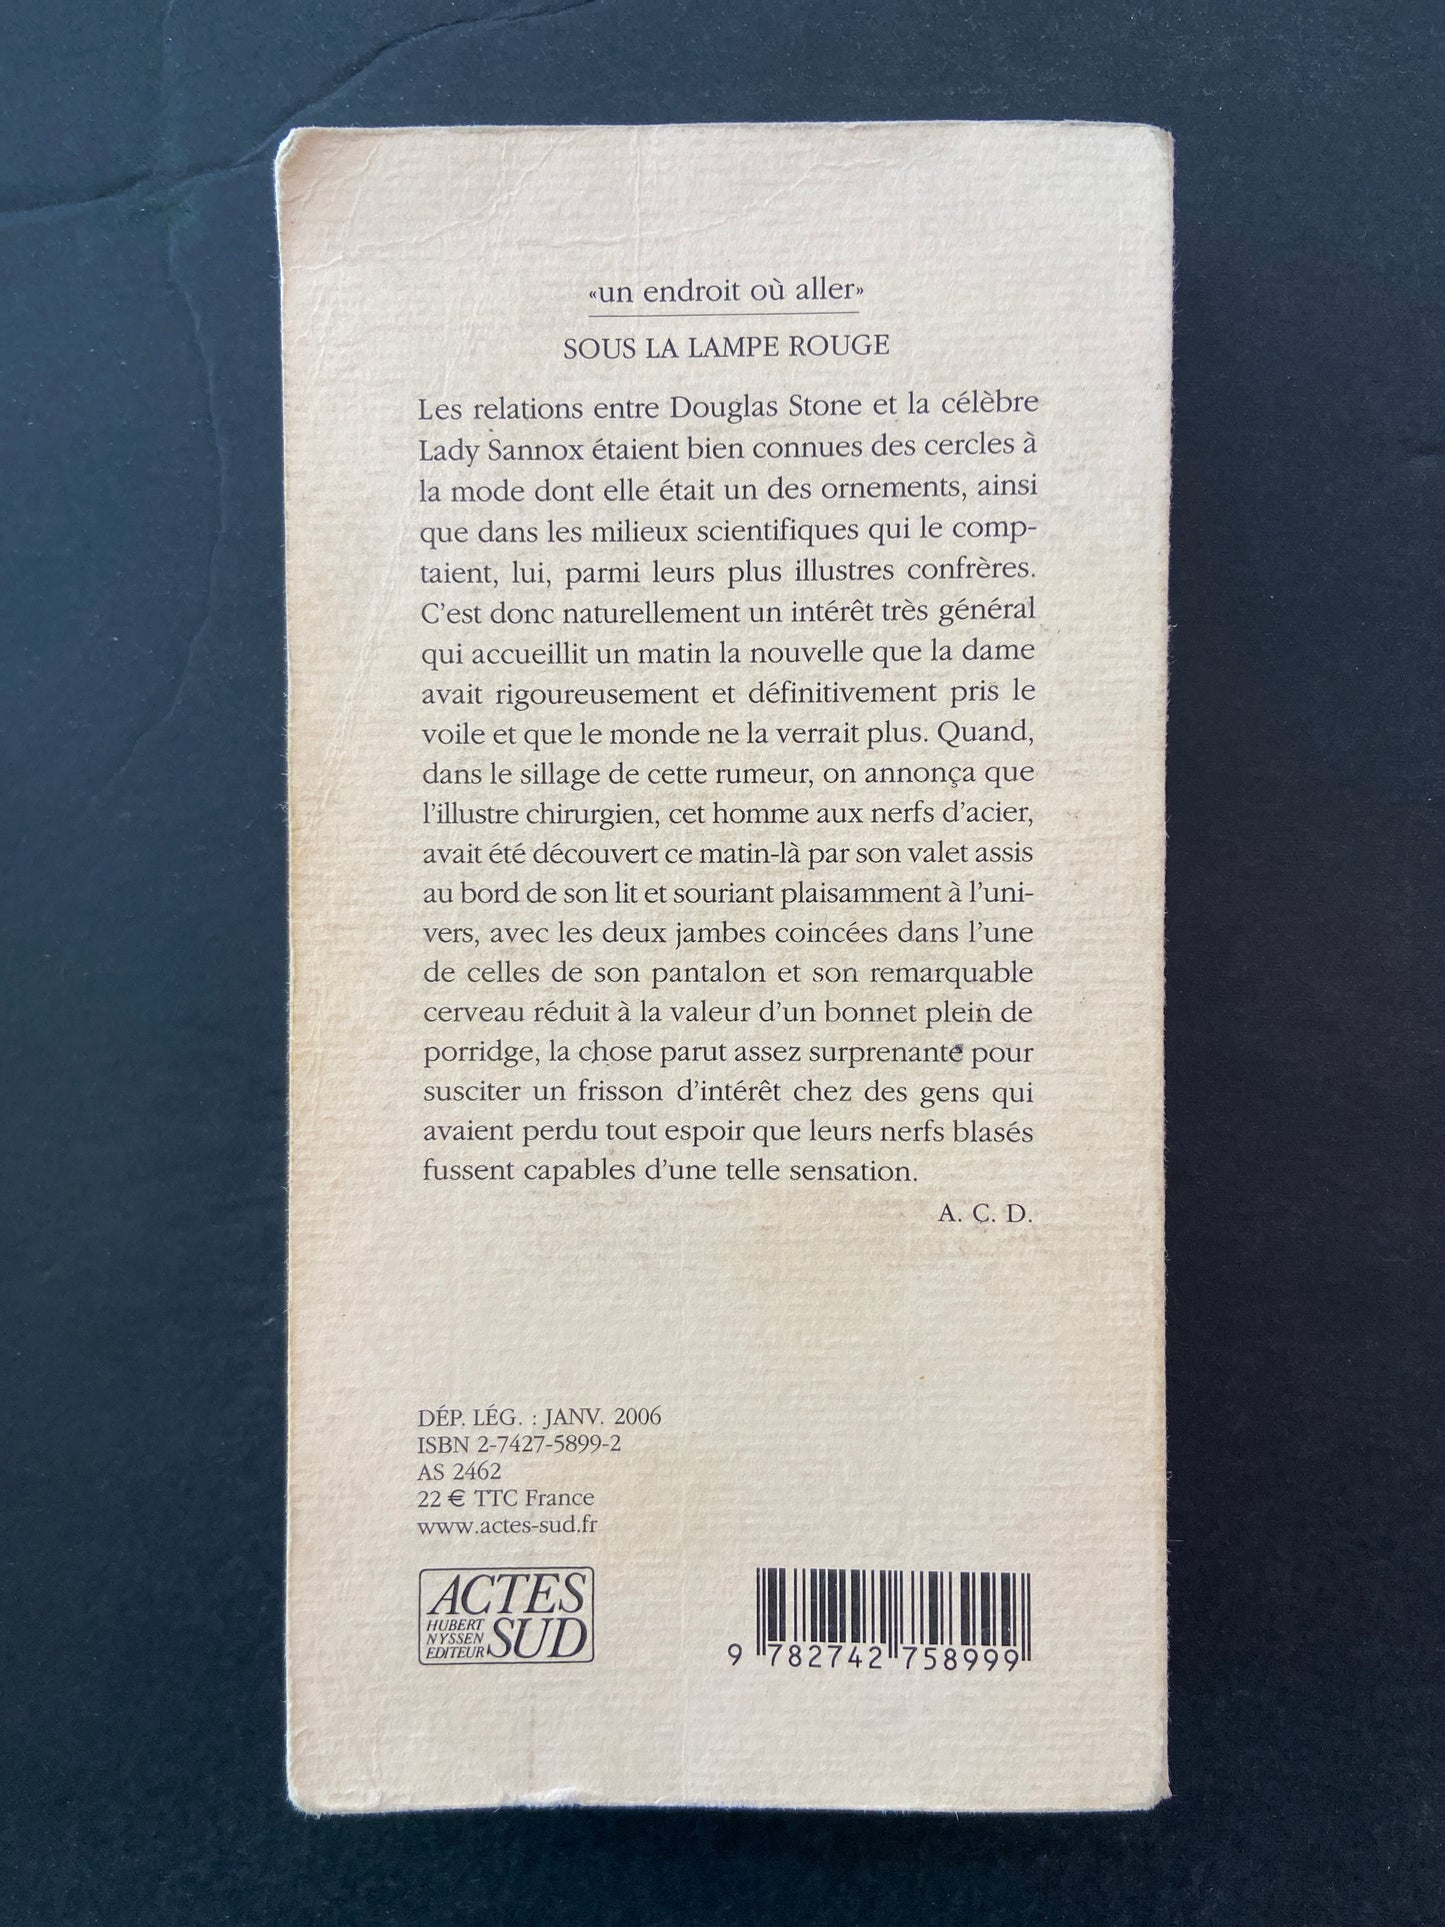 «un endroit où aller»
SOUS LA LAMPE ROUGE
Les relations entre Douglas Stone et la célèbre
Lady Sannox étaient bien connues des cercles à
la mode dont elle était un des ornements, ainsi
que dans les milieux scientifiques qui le comp-
taient, lui, parmi leurs plus illustres confrères.
C'est donc naturellement un intérêt très général
qui accueillit un matin la nouvelle que la dame
avait rigoureusement et définitivement pris le
voile et que le monde ne la verrait plus. Quand,
dans le sillage de cette rumeur, on annonça que
l'illustre chirurgien, cet homme aux nerfs d'acier,
avait été découvert ce matin-là par son valet assis
au bord de son lit et souriant plaisamment à l'uni-
vers, avec les deux jambes coincées dans l'une
de celles de son pantalon et son remarquable
cerveau réduit à la valeur d'un bonnet plein de
porridge, la chose parut assez surprenante pour
susciter un frisson d'intérêt chez des gens qui
avaient perdu tout espoir que leurs nerfs blasés
fussent capables d'une telle sensation.
A. C. D.
DÉP. LÉG. : JANV. 2006
ISBN 2-7427-5899-2
AS 2462
22 € TTC France
www.actes-sud.fr
ACTES
SUD
HUBERT
NYSSEN
EDITEUR
9 782742 758999